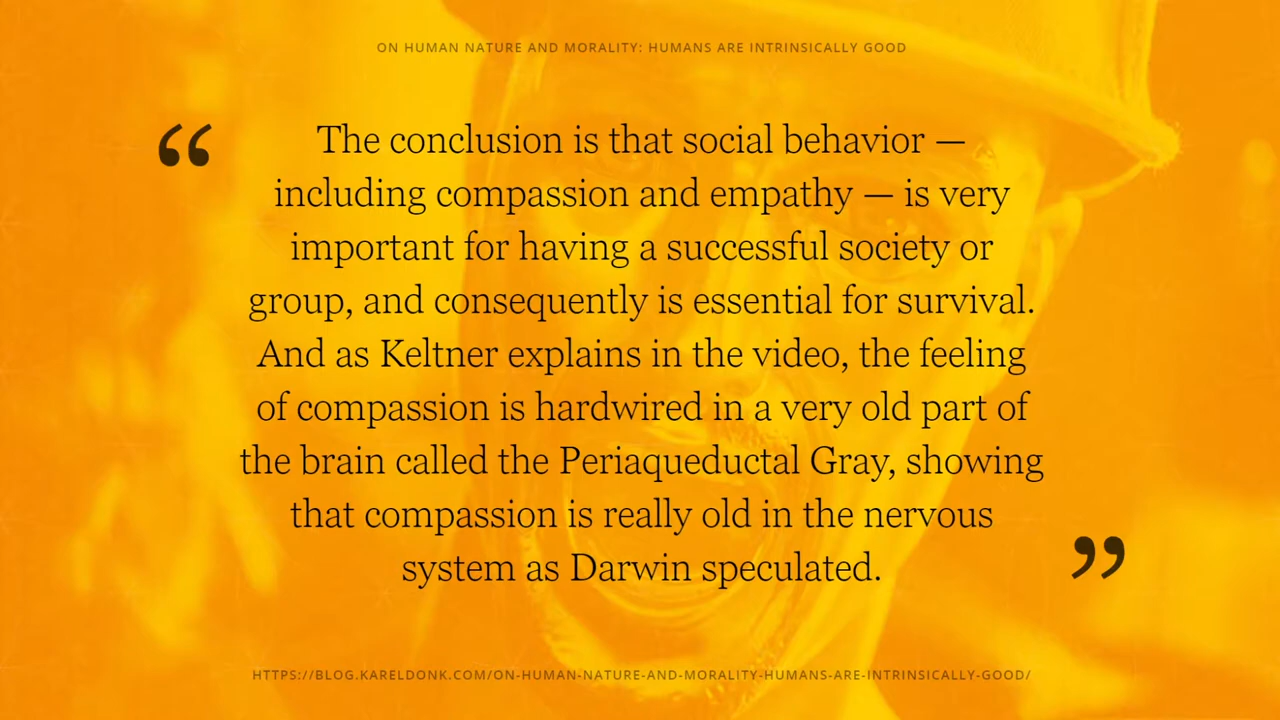 ON HUMAN NATURE AND MORALITY: HUMANS ARE INTRINSICALLY GOOD
“ The conclusion is that social behavior —
including compassion and empathy — is very
important for having a successful society or
group, and consequently is essential for survival.
And as Keltner explains in the video, the feeling
of compassion is hardwired in a very old part of
the brain called the Periaqueductal Gray, showing
that compassion is really old in the nervous
system as Darwin speculated. ”
HTTPS://BLOG.KARELDONK.COM/ON-HUMAN-NATURE-AND-MORALITY-HUMANS-ARE-INTRINSICALLY-GOOD/